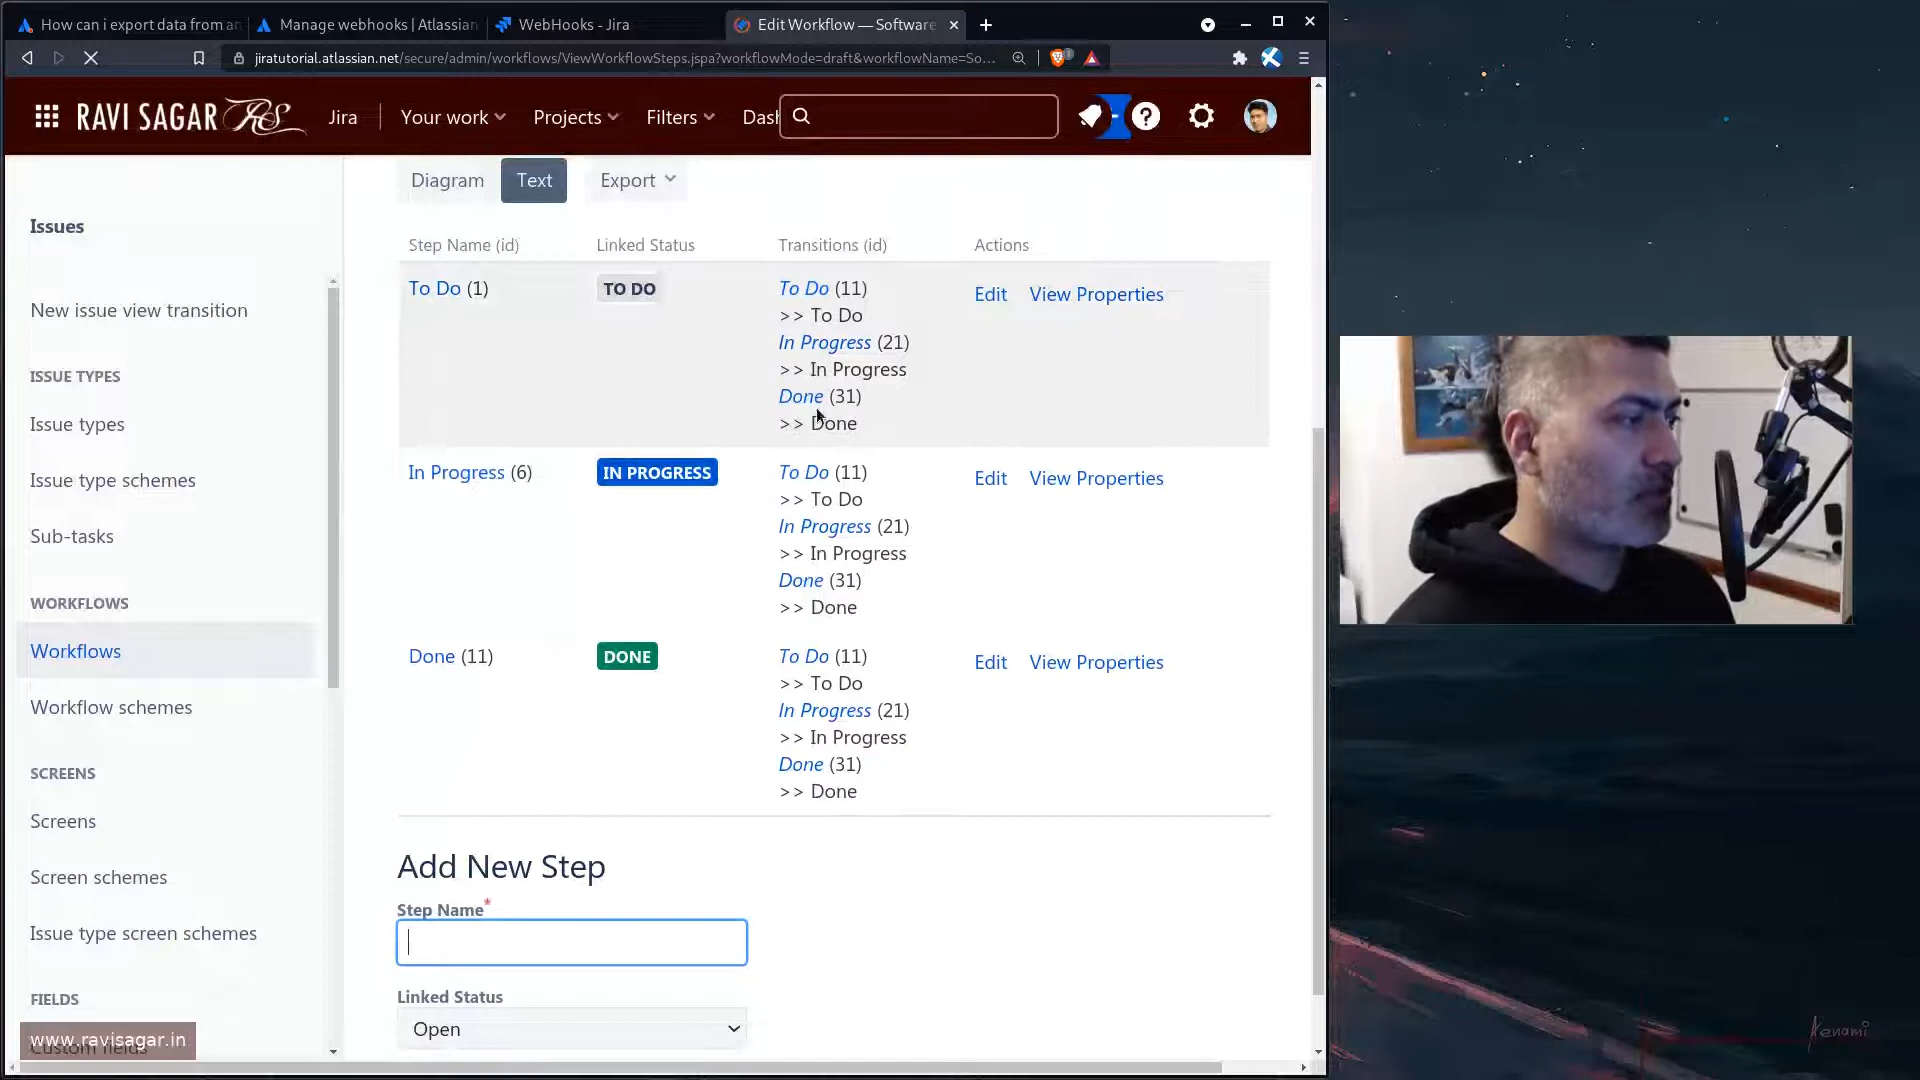 How can i export data from an
Manage webhooks | Atlassian
WebHooks - Jira
Edit Workflow — Software
jiratutorial.atlassian.net/secure/admin/workflows/ViewWorkflowSteps.jspa?workflowMode=draft&workflowName=So...
1
RAVI SAGAR RS
Jira
Your work
Projects
Filters
Dash
Issues
New issue view transition
ISSUE TYPES
Issue types
Issue type schemes
Sub-tasks
WORKFLOWS
Workflows
Workflow schemes
SCREENS
Screens
Screen schemes
Issue type screen schemes
FIELDS
Custom fields
www.ravisagar.in
Diagram
Text
Export
Step Name (id)
Linked Status
Transitions (id)
Actions
To Do (1)
TO DO
To Do (11)
>> To Do
In Progress (21)
>> In Progress
Done (31)
>> Done
Edit
View Properties
In Progress (6)
IN PROGRESS
To Do (11)
>> To Do
In Progress (21)
>> In Progress
Done (31)
>> Done
Edit
View Properties
Done (11)
DONE
To Do (11)
>> To Do
In Progress (21)
>> In Progress
Done (31)
>> Done
Edit
View Properties
Add New Step
Step Name*
Linked Status
Open
Aenami